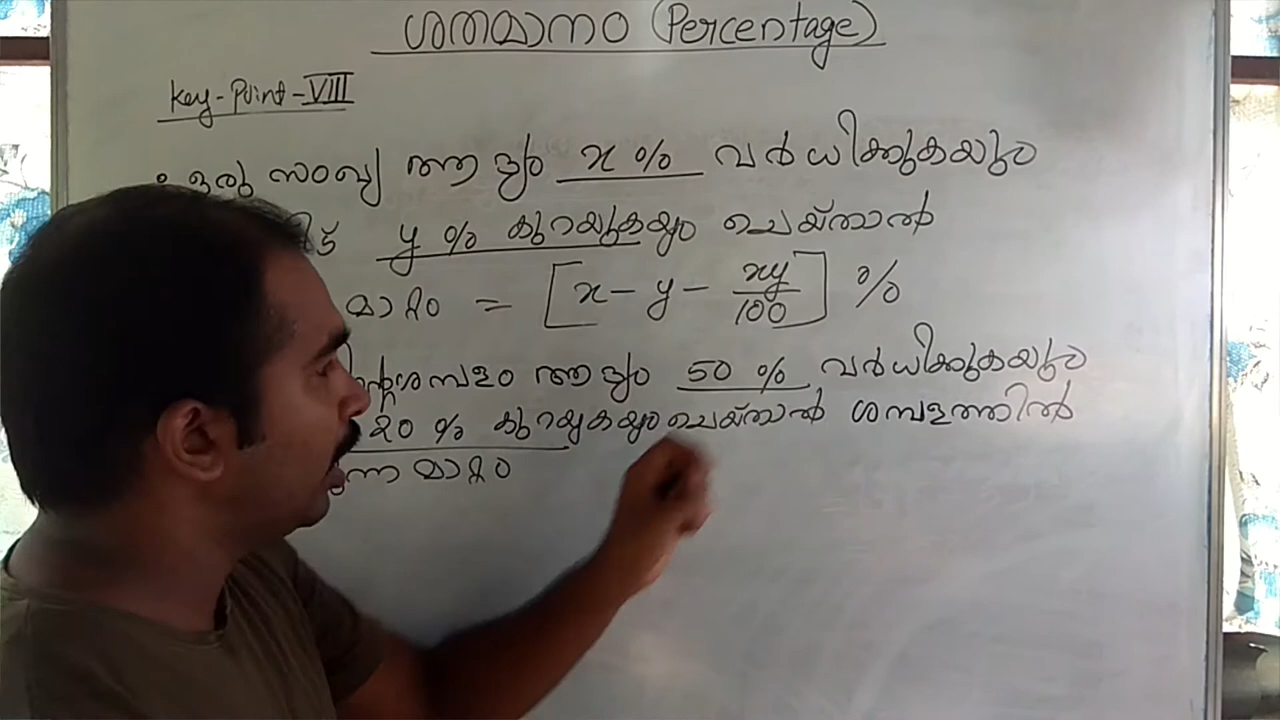 ശതമാനം (Percentage)
Key-Point-VIII
ഒരു സംഖ്യ ആദ്യം x % വർധിക്കുകയും
y % കുറയുകയും ചെയ്താൽ
മാറ്റം = [x - y - xy/100] %
ശമ്പളം ആദ്യം 50 % വർധിക്കുകയും
20 % കുറയുകയും ചെയ്താൽ ശമ്പളത്തിൽ
മാറ്റം